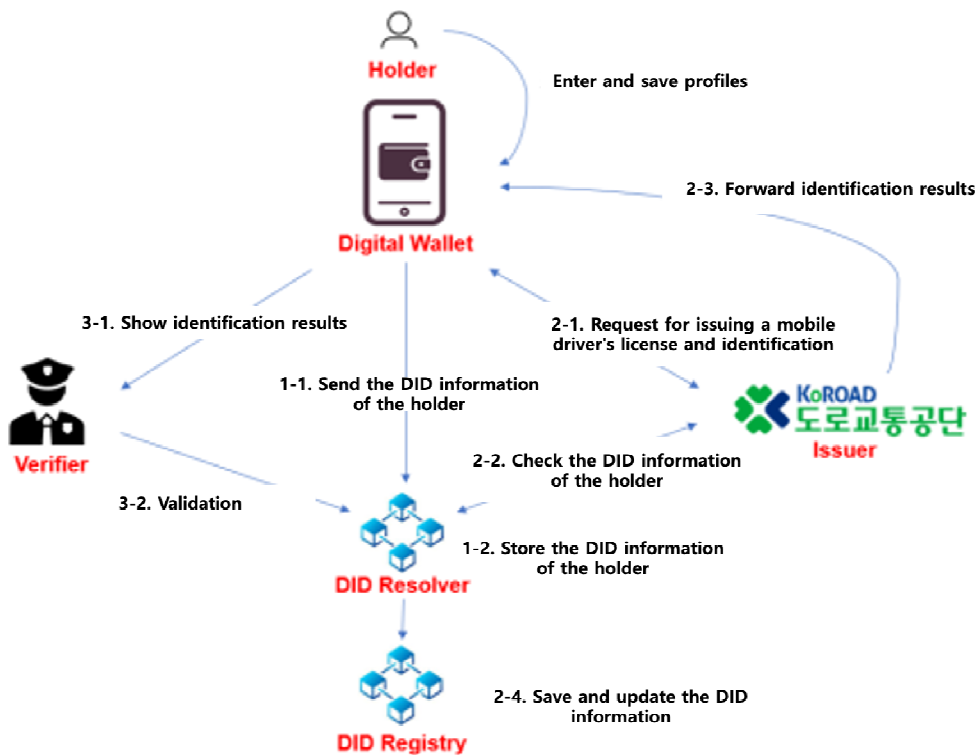 Holder
Enter and save profiles
2-3. Forward identification results
Digital Wallet
3-1. Show identification results
2-1. Request for issuing a mobile
driver's license and identification
1-1. Send the DID information
of the holder
KoROAD
도로교통공단
Issuer
Verifier
2-2. Check the DID information
of the holder
3-2. Validation
1-2. Store the DID information
of the holder
DID Resolver
2-4. Save and update the DID
information
DID Registry